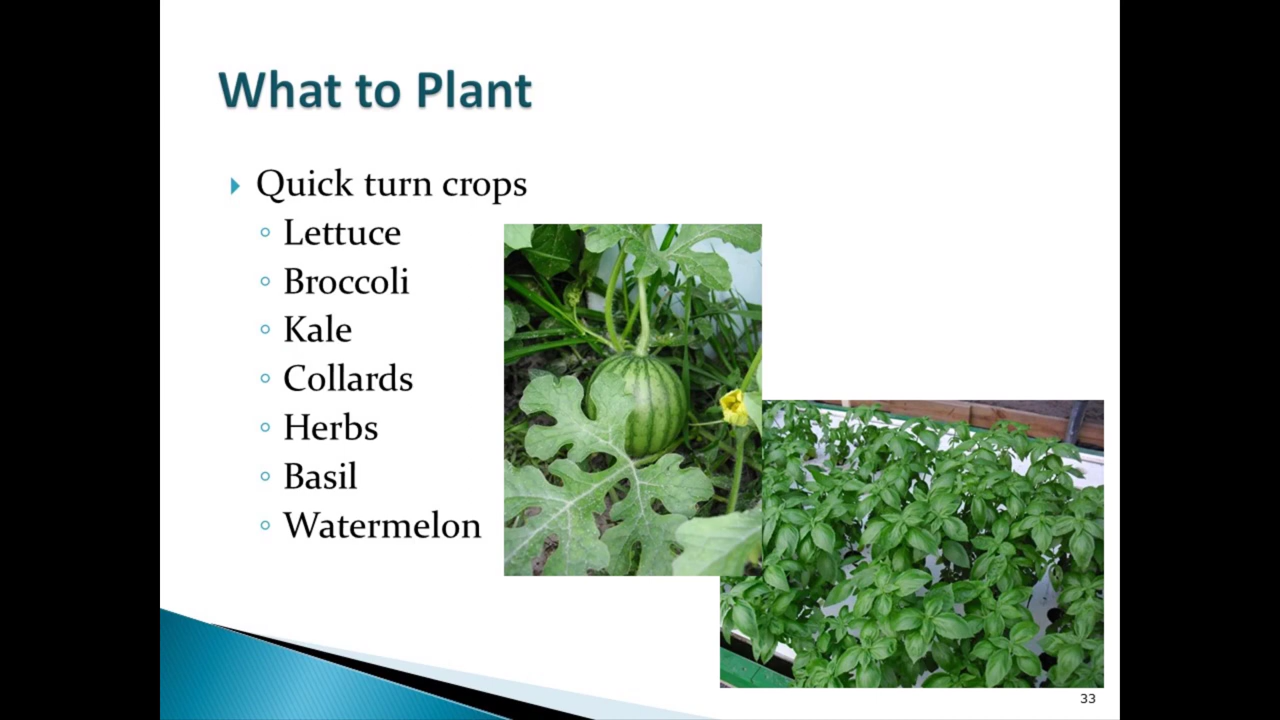 What to Plant
Quick turn crops
Lettuce
Broccoli
Kale
Collards
Herbs
Basil
Watermelon
33